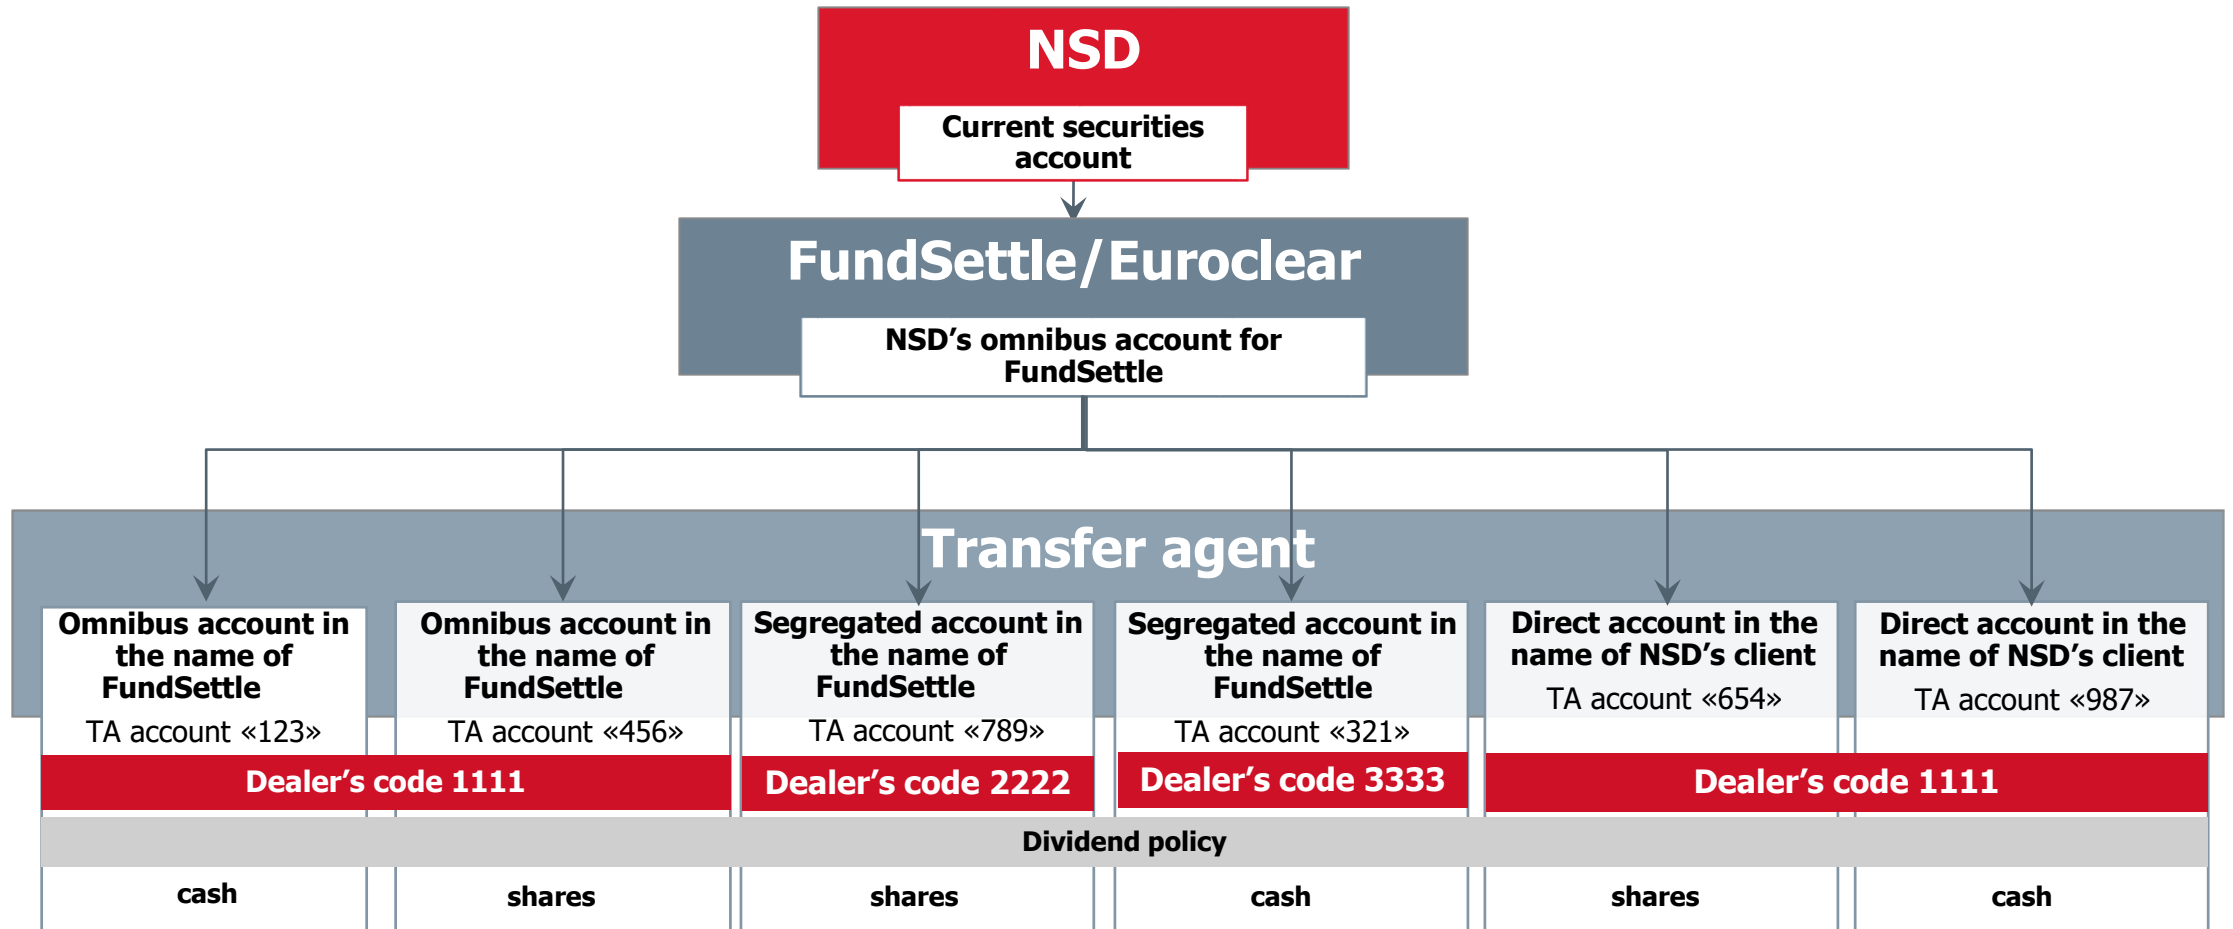 NSD
Current securities
account
FundSettle/Euroclear
NSD’s omnibus account for
FundSettle
Transfer agent
Omnibus account in
the name of
FundSettle
TA account «123»
Omnibus account in
the name of
FundSettle
TA account «456»
Segregated account in
the name of
FundSettle
TA account «789»
Segregated account in
the name of
FundSettle
TA account «321»
Direct account in the
name of NSD’s client
TA account «654»
Direct account in the
name of NSD’s client
TA account «987»
Dealer’s code 1111
Dealer’s code 2222
Dealer’s code 3333
Dealer’s code 1111
Dividend policy
cash
shares
shares
cash
shares
cash